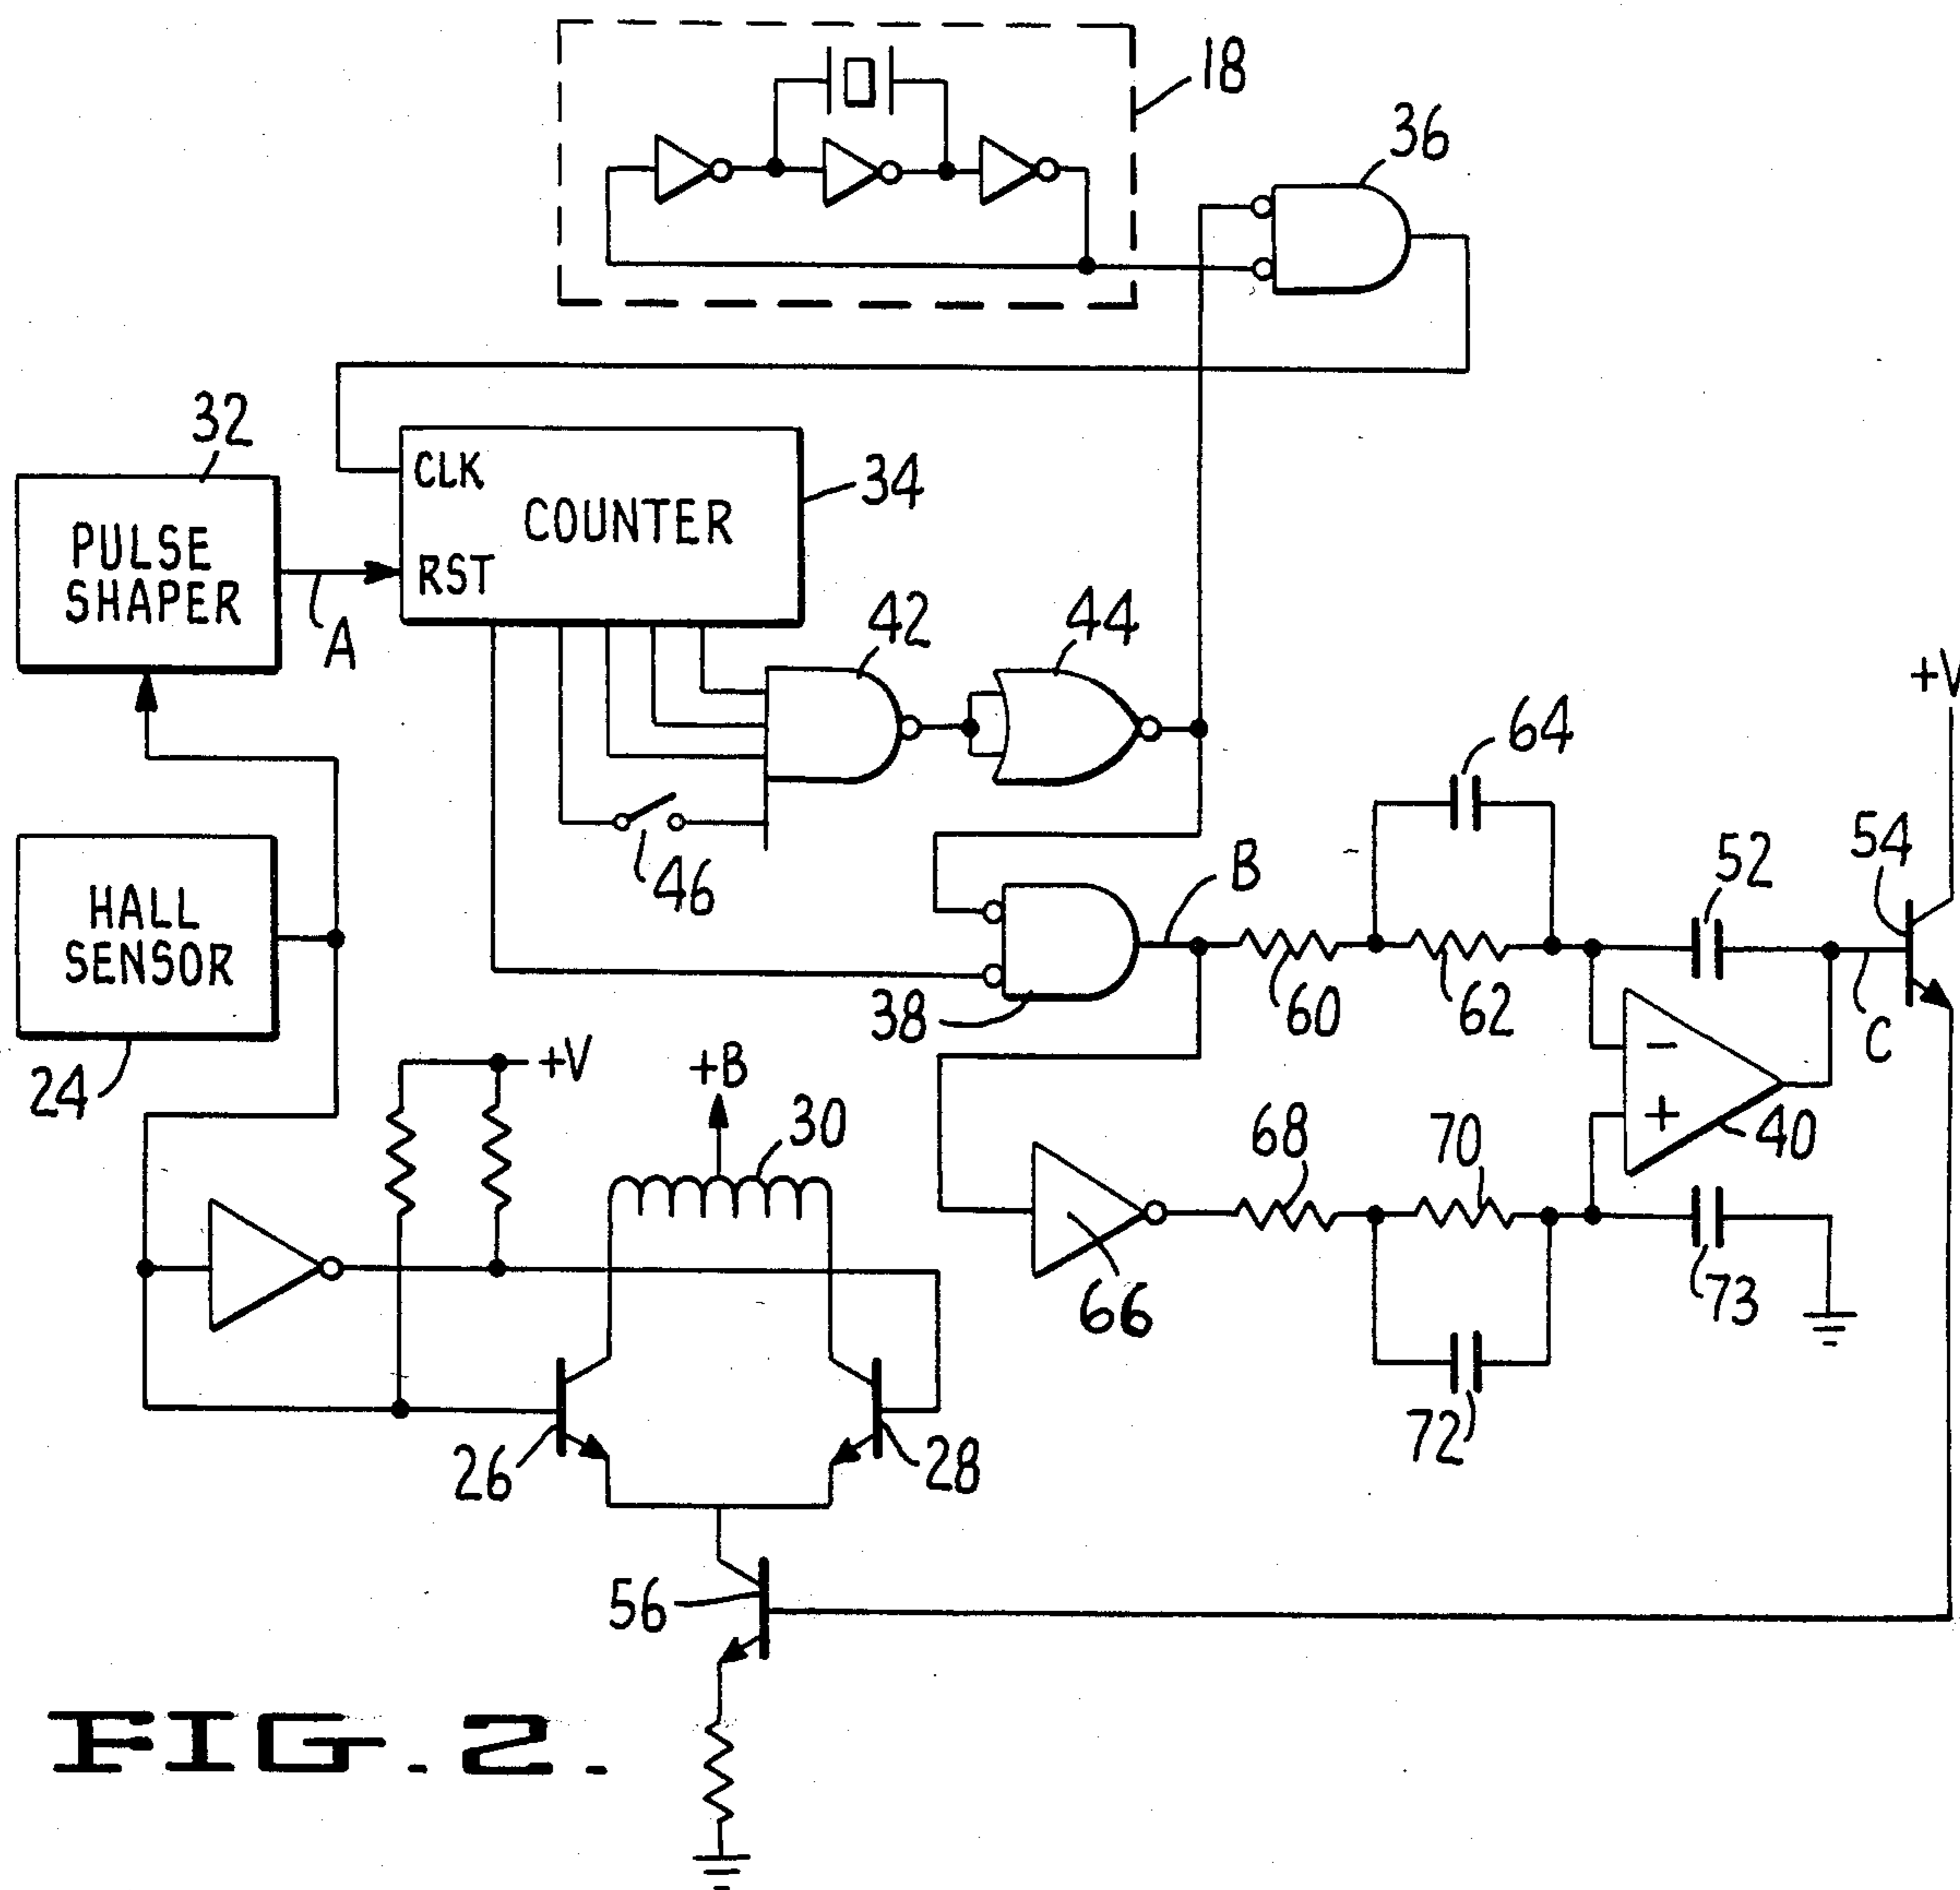 18
36
32
CLK
COUNTER
34
PULSE
SHAPER
RST
A
42
44
+V
64
46
B
52
54
HALL
SENSOR
38
60
62
C
24
+V
+B
30
68
70
−
+
40
66
73
72
26
28
56
FIG.2.